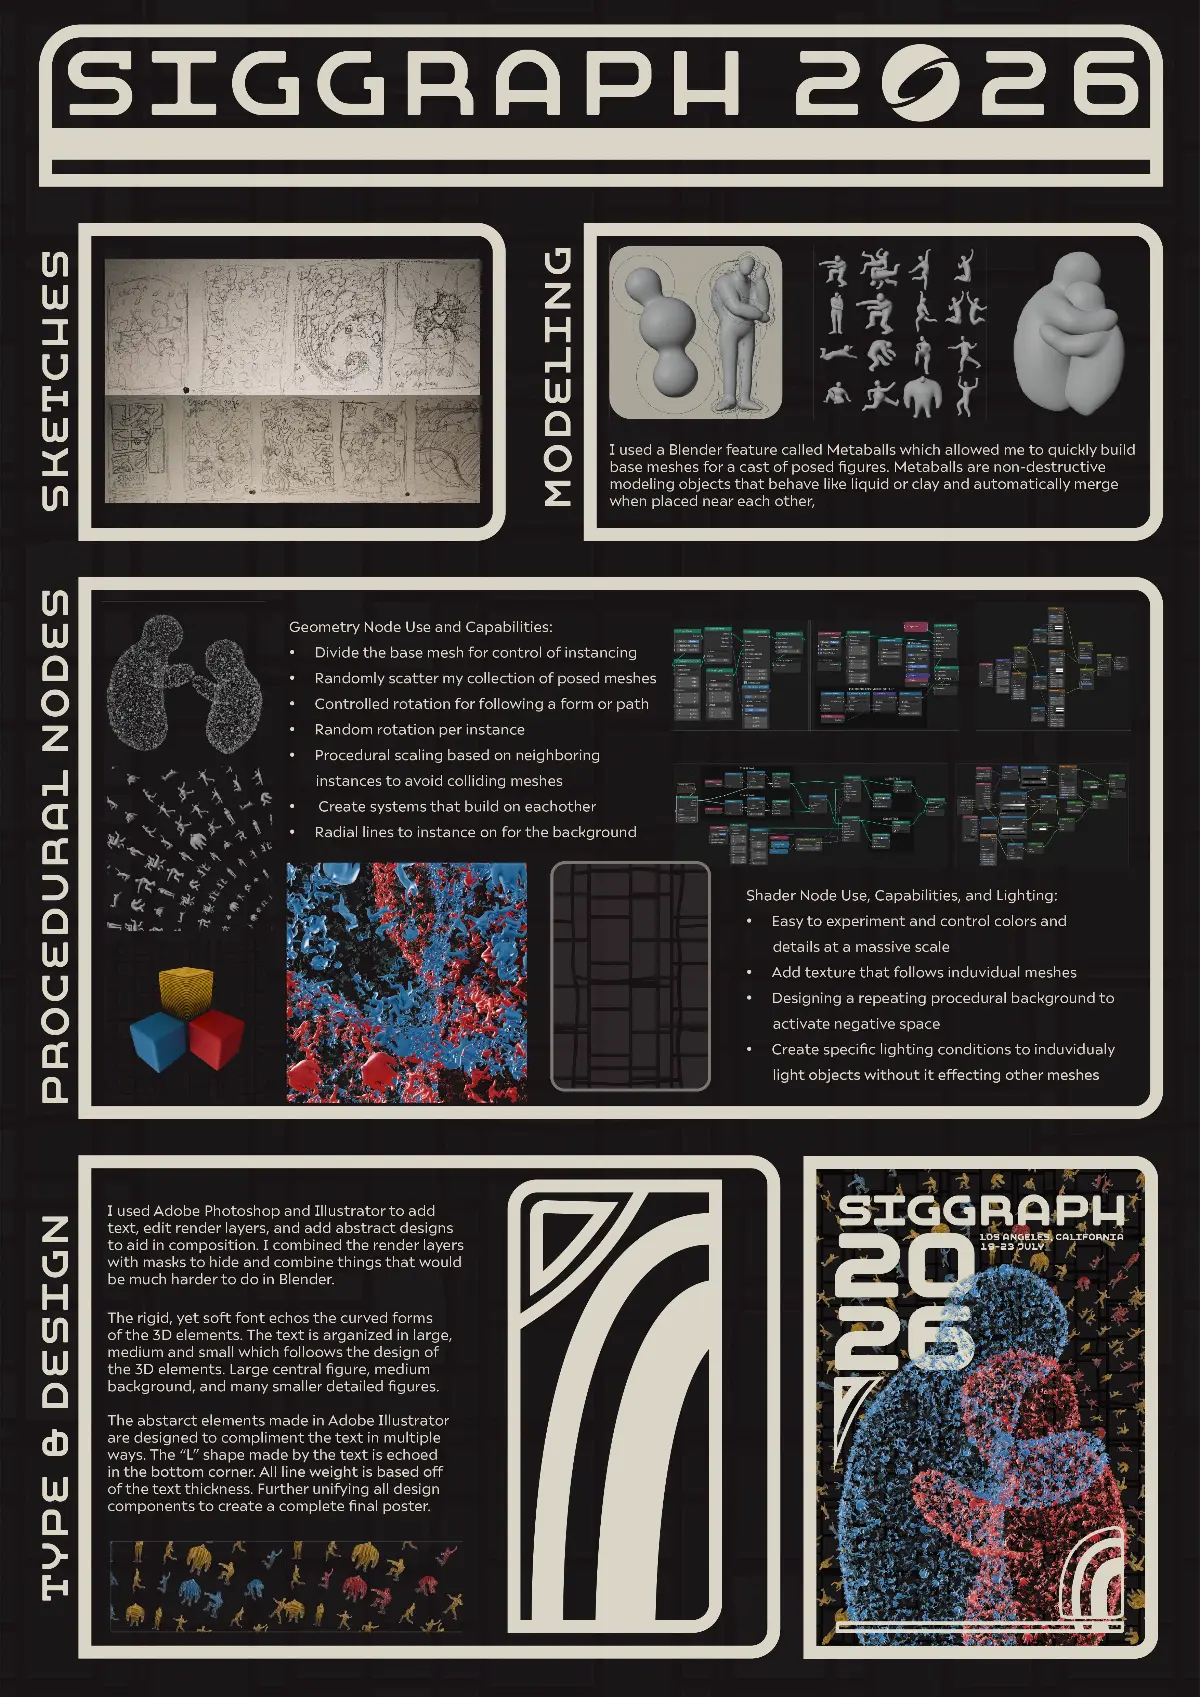 SIGGRAPH 2026
SKETCHES
MODELING
I used a Blender feature called Metaballs which allowed me to quickly build
base meshes for a cast of posed figures. Metaballs are non-destructive
modeling objects that behave like liquid or clay and automatically merge
when placed near each other,
PROCEDURAL NODES
Geometry Node Use and Capabilities:
• Divide the base mesh for control of instancing
• Randomly scatter my collection of posed meshes
• Controlled rotation for following a form or path
• Random rotation per instance
• Procedural scaling based on neighboring
instances to avoid colliding meshes
• Create systems that build on eachother
• Radial lines to instance on for the background
Shader Node Use, Capabilities, and Lighting:
• Easy to experiment and control colors and
details at a massive scale
• Add texture that follows induvidual meshes
• Designing a repeating procedural background to
activate negative space
• Create specific lighting conditions to induvidualy
light objects without it effecting other meshes
TYPE & DESIGN
I used Adobe Photoshop and Illustrator to add
text, edit render layers, and add abstract designs
to aid in composition. I combined the render layers
with masks to hide and combine things that would
be much harder to do in Blender.
The rigid, yet soft font echos the curved forms
of the 3D elements. The text is arganized in large,
medium and small which folloows the design of
the 3D elements. Large central figure, medium
background, and many smaller detailed figures.
The abstarct elements made in Adobe Illustrator
are designed to compliment the text in multiple
ways. The “L” shape made by the text is echoed
in the bottom corner. All line weight is based off
of the text thickness. Further unifying all design
components to create a complete final poster.
SIGGRAPH
LOS ANGELES, CALIFORNIA
19-23 JULY
20
26